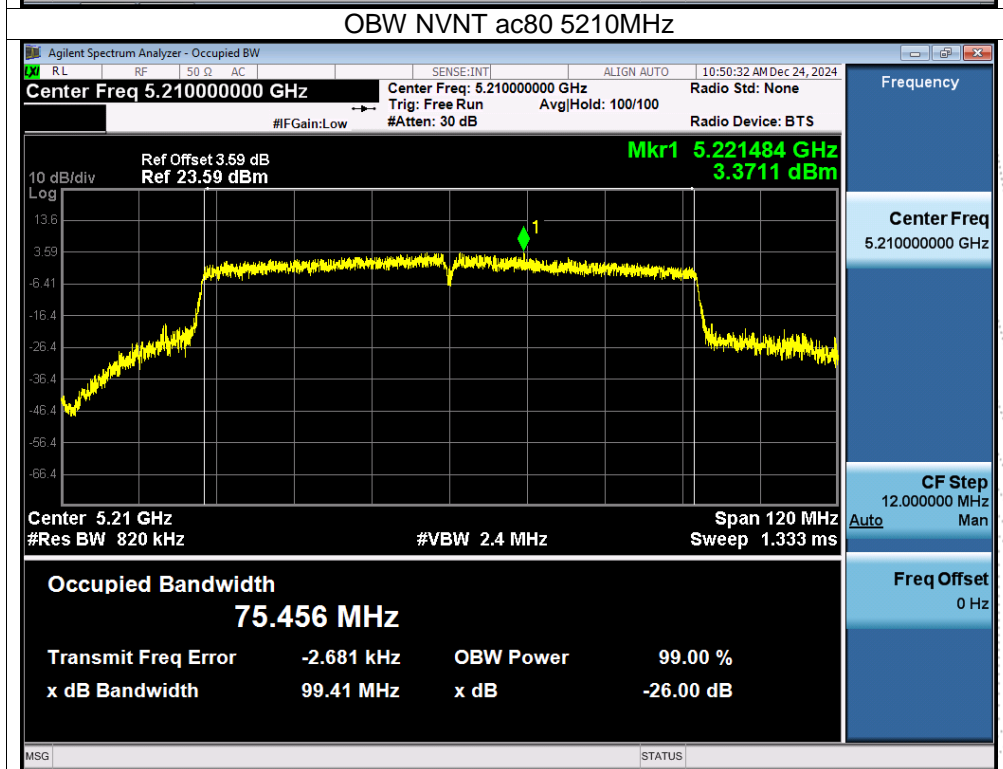 OBW NVNT ac80 5210MHz
Agilent Spectrum Analyzer - Occupied BW
LXI RL RF 50 Ω AC SENSE:INT ALIGN AUTO 10:50:32 AM Dec 24, 2024
Center Freq 5.210000000 GHz
Center Freq: 5.210000000 GHz
Radio Std: None
Trig: Free Run Avg|Hold: 100/100
#IFGain:Low
#Atten: 30 dB
Radio Device: BTS
Frequency
Mkr1 5.221484 GHz
3.3711 dBm
Ref Offset 3.59 dB
10 dB/div Ref 23.59 dBm
Log
13.6
3.59
-6.41
-16.4
-26.4
-36.4
-46.4
-56.4
-66.4
1
Center 5.21 GHz Span 120 MHz
#Res BW 820 kHz #VBW 2.4 MHz Sweep 1.333 ms
Center Freq
5.210000000 GHz
CF Step
12.000000 MHz
Auto Man
Freq Offset
0 Hz
Occupied Bandwidth
75.456 MHz
Transmit Freq Error -2.681 kHz OBW Power 99.00 %
x dB Bandwidth 99.41 MHz x dB -26.00 dB
MSG STATUS